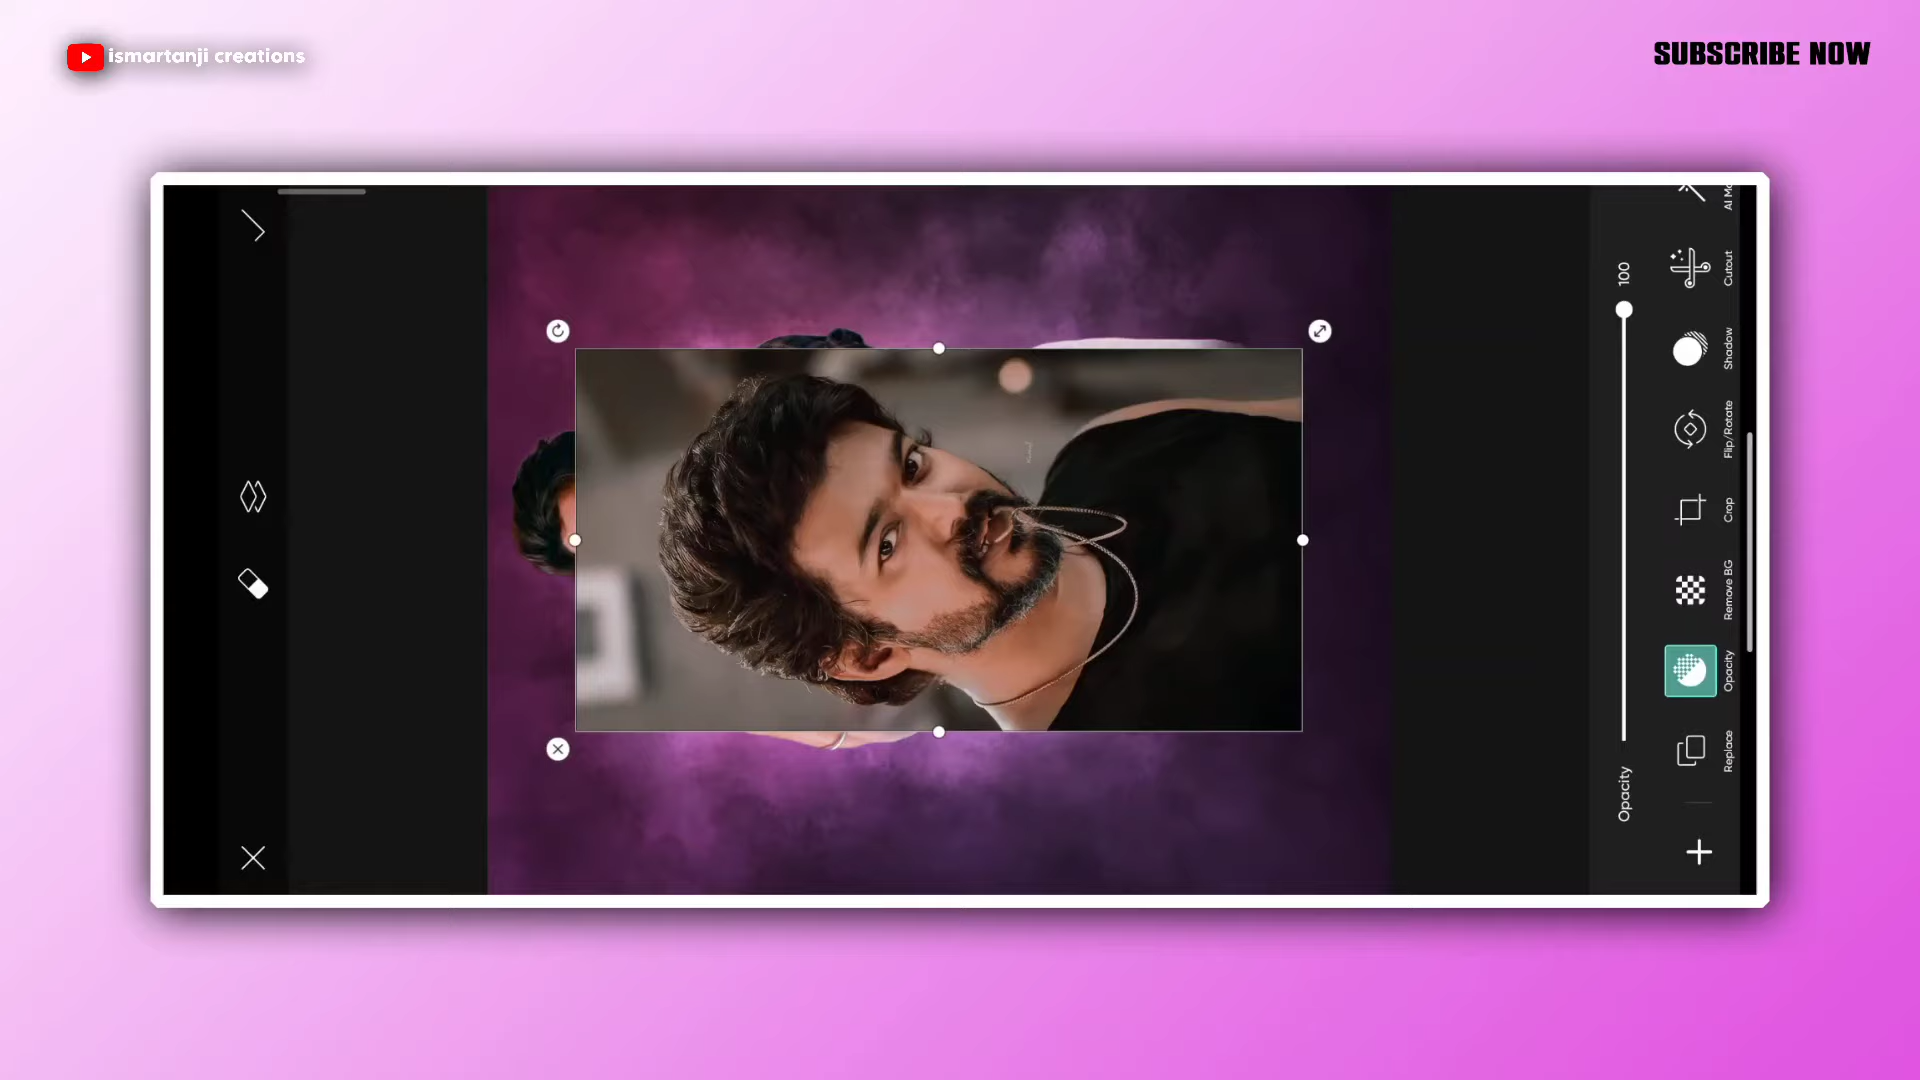 ismartanji creations
SUBSCRIBE NOW
100
Opacity
Cutout
Shadow
Flip/Rotate
Crop
Remove BG
Opacity
Replace